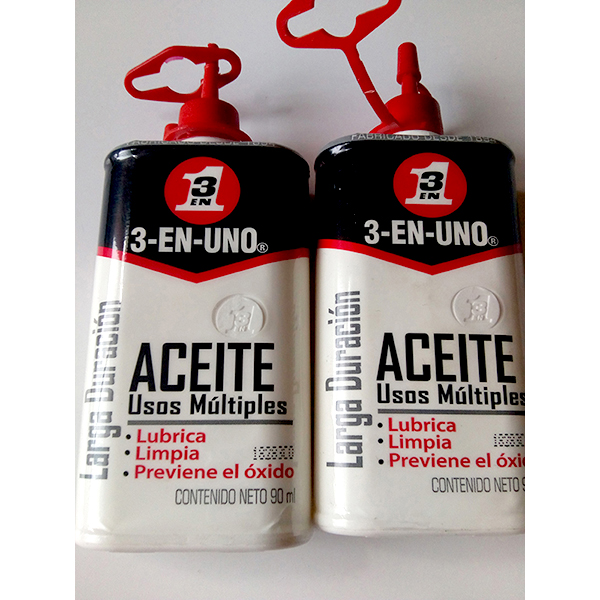 3
EN
1
3-EN-UNO®
Larga Duración
ACEITE
Usos Múltiples
• Lubrica
• Limpia
• Previene el óxido
CONTENIDO NETO 90 ml
FABRICADO DESDE
3
EN
1
3-EN-UNO®
Larga Duración
ACEITE
Usos Múltiples
• Lubrica
• Limpia
• Previene el óxi
CONTENIDO NETO